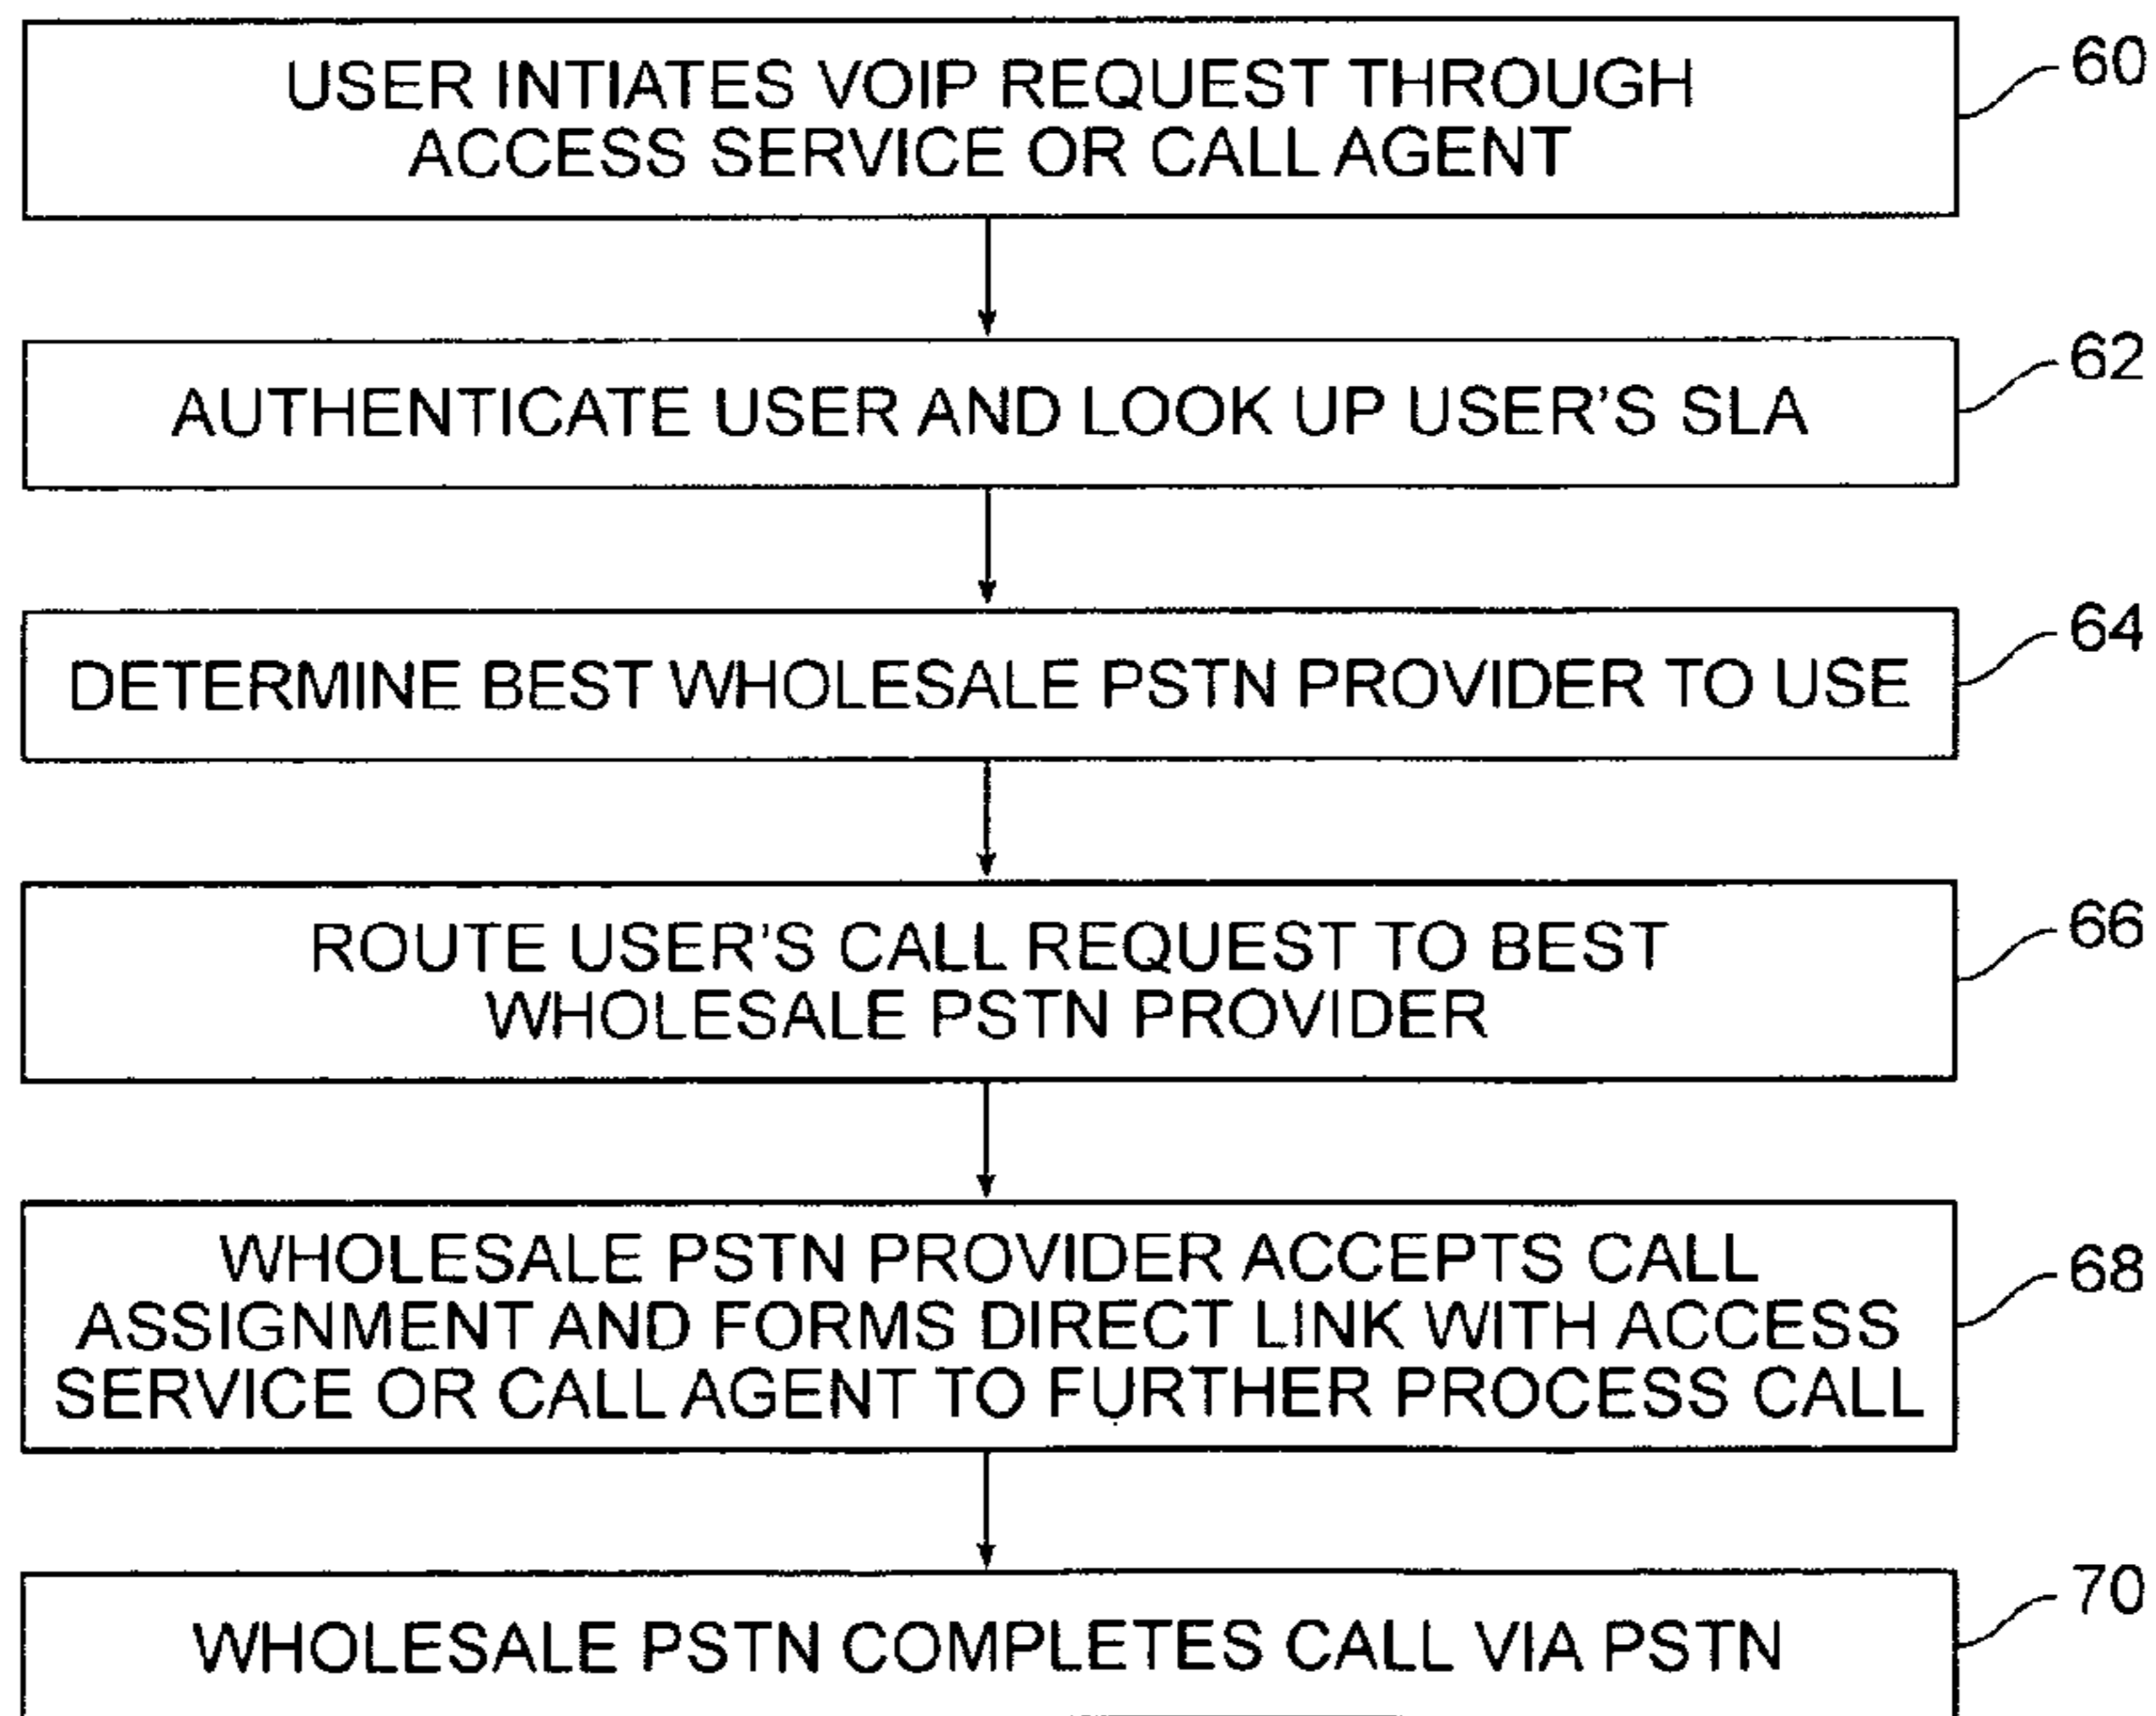 USER INTIATES VOIP REQUEST THROUGH
ACCESS SERVICE OR CALL AGENT
60
AUTHENTICATE USER AND LOOK UP USER'S SLA
62
DETERMINE BEST WHOLESALE PSTN PROVIDER TO USE
64
ROUTE USER'S CALL REQUEST TO BEST
WHOLESALE PSTN PROVIDER
66
WHOLESALE PSTN PROVIDER ACCEPTS CALL
ASSIGNMENT AND FORMS DIRECT LINK WITH ACCESS
SERVICE OR CALL AGENT TO FURTHER PROCESS CALL
68
WHOLESALE PSTN COMPLETES CALL VIA PSTN
70